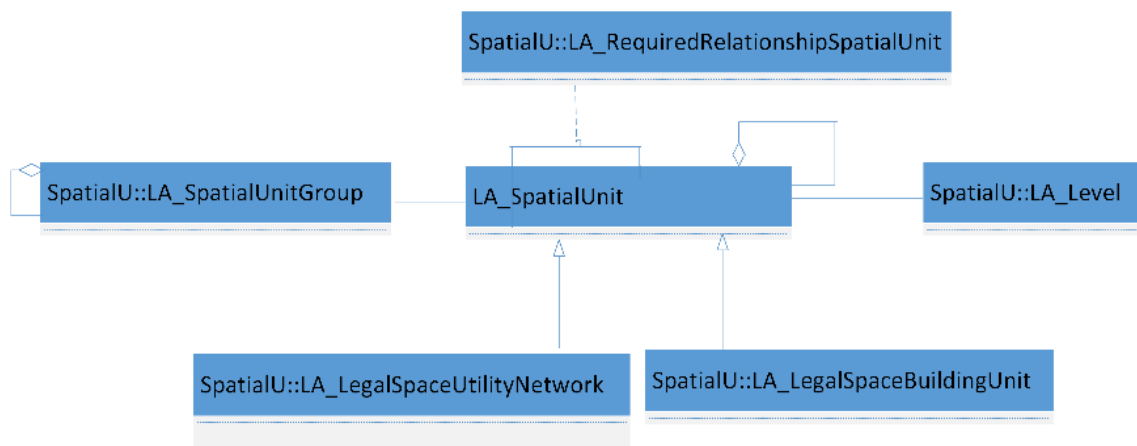 SpatialU::LA_RequiredRelationshipSpatialUnit
SpatialU::LA_SpatialUnitGroup
LA_SpatialUnit
SpatialU::LA_Level
SpatialU::LA_LegalSpaceUtilityNetwork
SpatialU::LA_LegalSpaceBuildingUnit